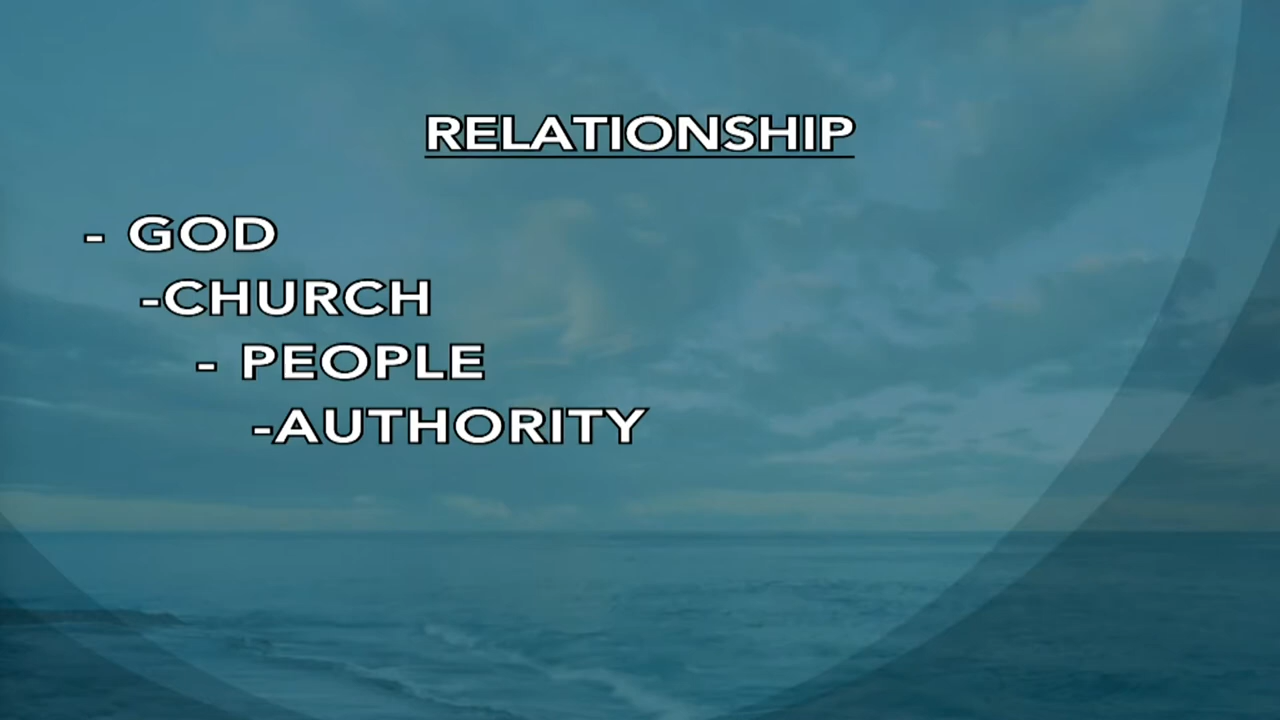 RELATIONSHIP
- GOD
-CHURCH
- PEOPLE
-AUTHORITY